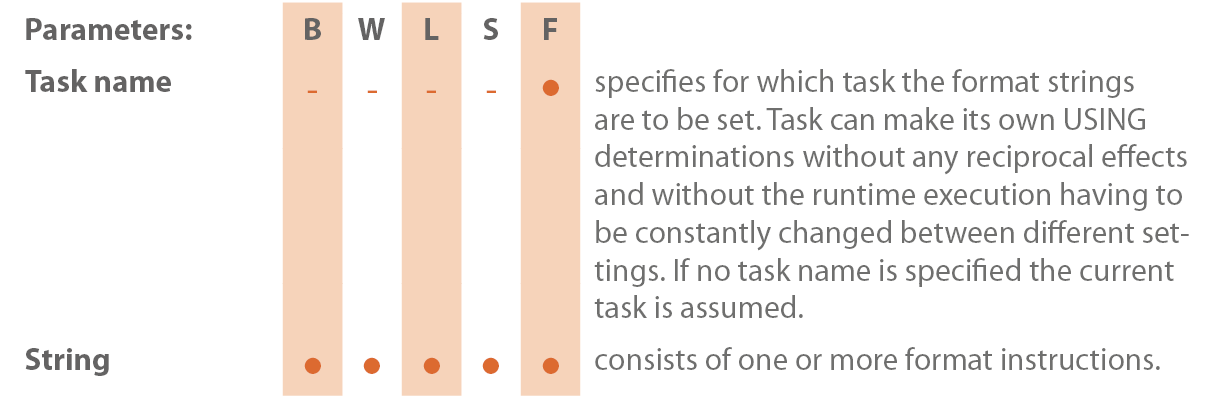 Parameters: B W L S F
Task name - - - - ● specifies for which task the format strings
are to be set. Task can make its own USING
determinations without any reciprocal effects
and without the runtime execution having to
be constantly changed between different set-
tings. If no task name is specified the current
task is assumed.
String ● ● ● ● ● consists of one or more format instructions.